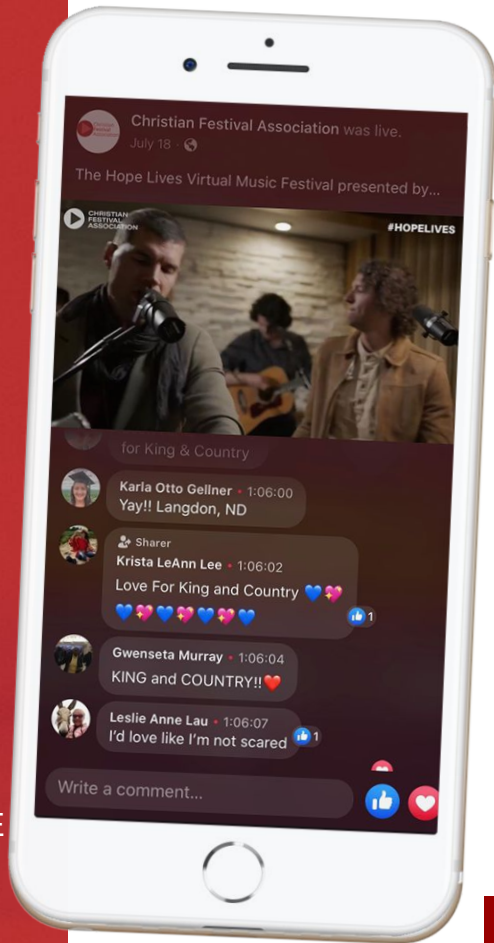 Christian Festival Association was live.
July 18 ·
The Hope Lives Virtual Music Festival presented by...
CHRISTIAN
FESTIVAL
ASSOCIATION
#HOPELIVES
for King & Country
Karla Otto Gellner • 1:06:00
Yay!! Langdon, ND
Sharer
Krista LeAnn Lee • 1:06:02
Love For King and Country 💙💖
💙💖💙💖💙💖💙
1
Gwenseta Murray • 1:06:04
KING and COUNTRY!!❤️
Leslie Anne Lau • 1:06:07
I'd love like I'm not scared
1
Write a comment...
E